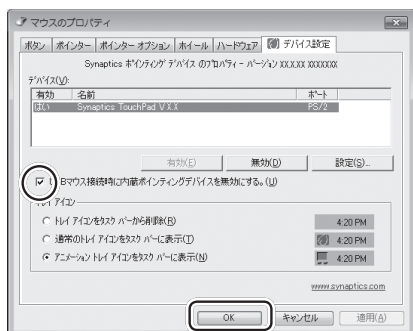 マウスのプロパティ
ボタン ポインター ポインター オプション ホイール ハードウェア デバイス設定
Synaptics ポインティング デバイス のプロパティ - バージョン XX.X.X.X XXXXXXX
デバイス(V):
有効 名前 ポート
はい Synaptics TouchPad V X.X PS/2
有効(E) 無効(D) 設定(S)...
Bマウス接続時に内蔵ポインティングデバイスを無効にする。(U)
トレイ アイコン
トレイ アイコンをタスク バーから削除(R) 4:20 PM
通常のトレイ アイコンをタスク バーに表示(T) 4:20 PM
アニメーション トレイ アイコンをタスク バーに表示(N) 4:20 PM
www.synaptics.com
OK キャンセル 適用(A)